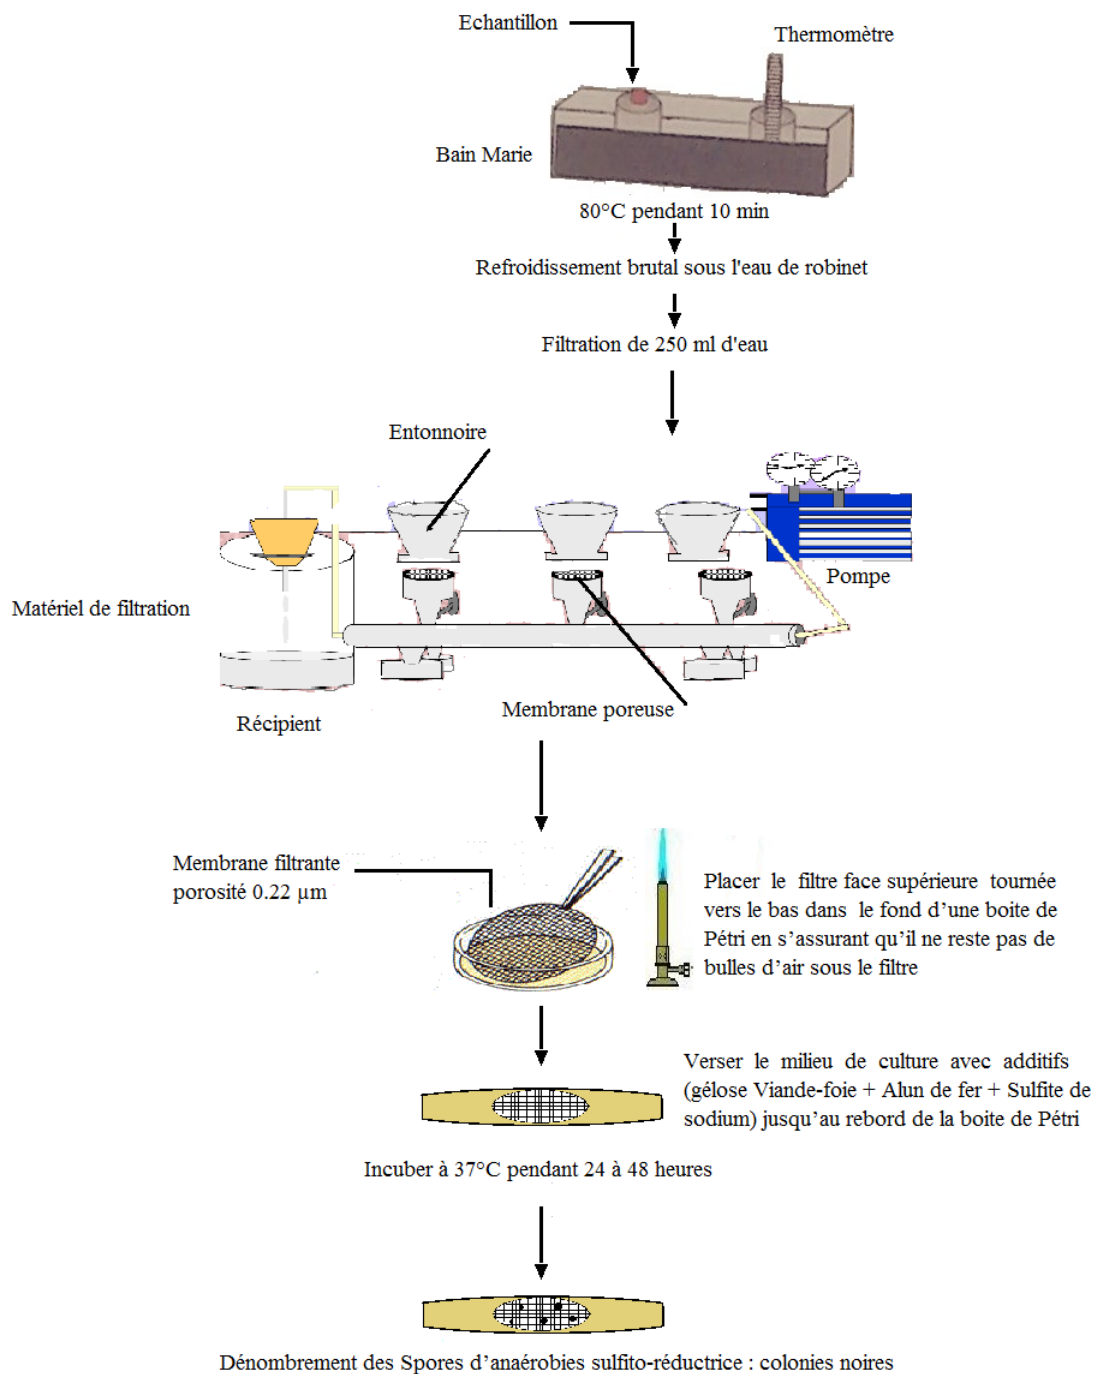 Echantillon
Thermomètre
Bain Marie
80°C pendant 10 min
Refroidissement brutal sous l'eau de robinet
Filtration de 250 ml d'eau
Entonnoire
Pompe
Matériel de filtration
Membrane poreuse
Récipient
Membrane filtrante
porosité 0.22 µm
Placer le filtre face supérieure tournée
vers le bas dans le fond d’une boite de
Pétri en s’assurant qu’il ne reste pas de
bulles d’air sous le filtre
Verser le milieu de culture avec additifs
(gélose Viande-foie + Alun de fer + Sulfite de
sodium) jusqu’au rebord de la boite de Pétri
Incuber à 37°C pendant 24 à 48 heures
Dénombrement des Spores d’anaérobies sulfito-réductrice : colonies noires